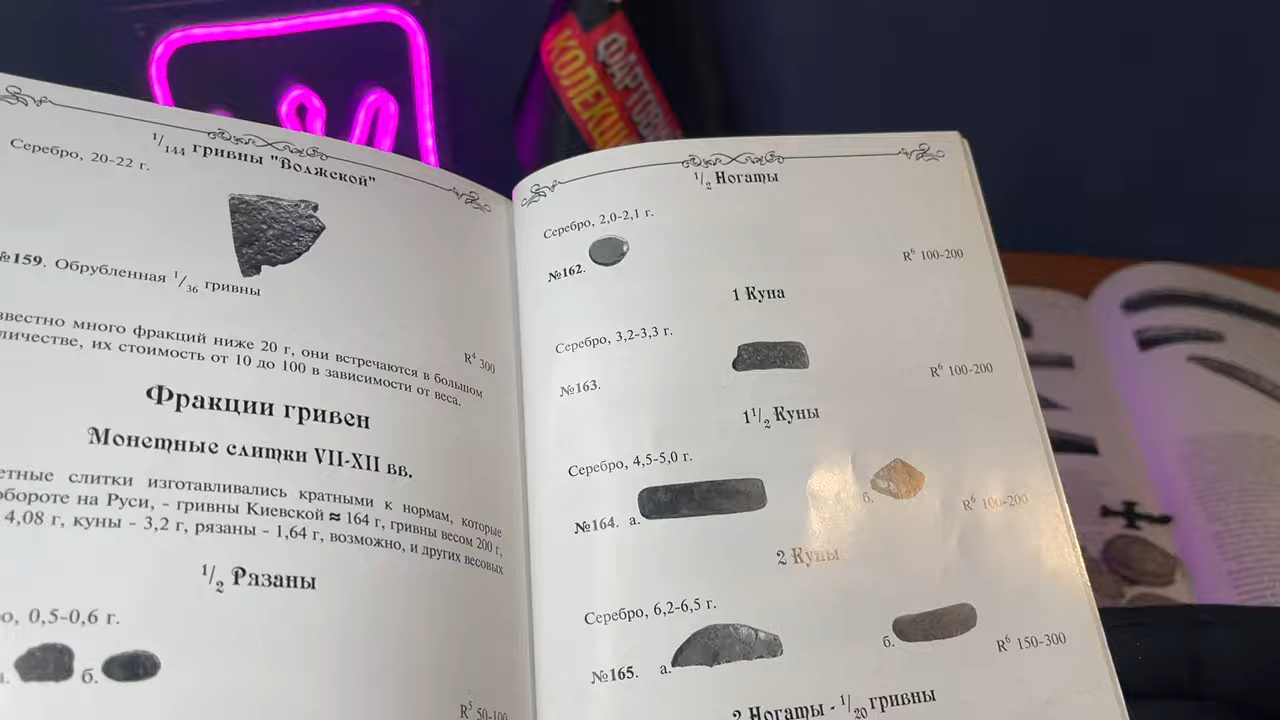 ФАРТОВЫ
КОЛЕКЦ
1/144 гривны "Волжской"
Серебро, 20-22 г.
№159. Обрубленная 1/36 гривны
R⁴ 300
звестно много фракций ниже 20 г, они встречаются в большом
личестве, их стоимость от 10 до 100 в зависимости от веса.
Фракции гривен
Монетные слитки VII-XII вв.
етные слитки изготавливались кратными к нормам, которые
обороте на Руси, - гривны Киевской ≈ 164 г, гривны весом 200 г,
4,08 г, куны - 3,2 г, рязаны - 1,64 г, возможно, и других весовых
1/2 Рязаны
о, 0,5-0,6 г.
б.
R⁵ 50-100
1/2 Ногаты
Серебро, 2,0-2,1 г.
№162.
R⁶ 100-200
1 Куна
Серебро, 3,2-3,3 г.
№163.
R⁶ 100-200
1 1/2 Куны
Серебро, 4,5-5,0 г.
№164. а.
б.
R⁶ 100-200
2 Куны
Серебро, 6,2-6,5 г.
№165. а.
б.
R⁶ 150-300
2 Ногаты - 1/20 гривны